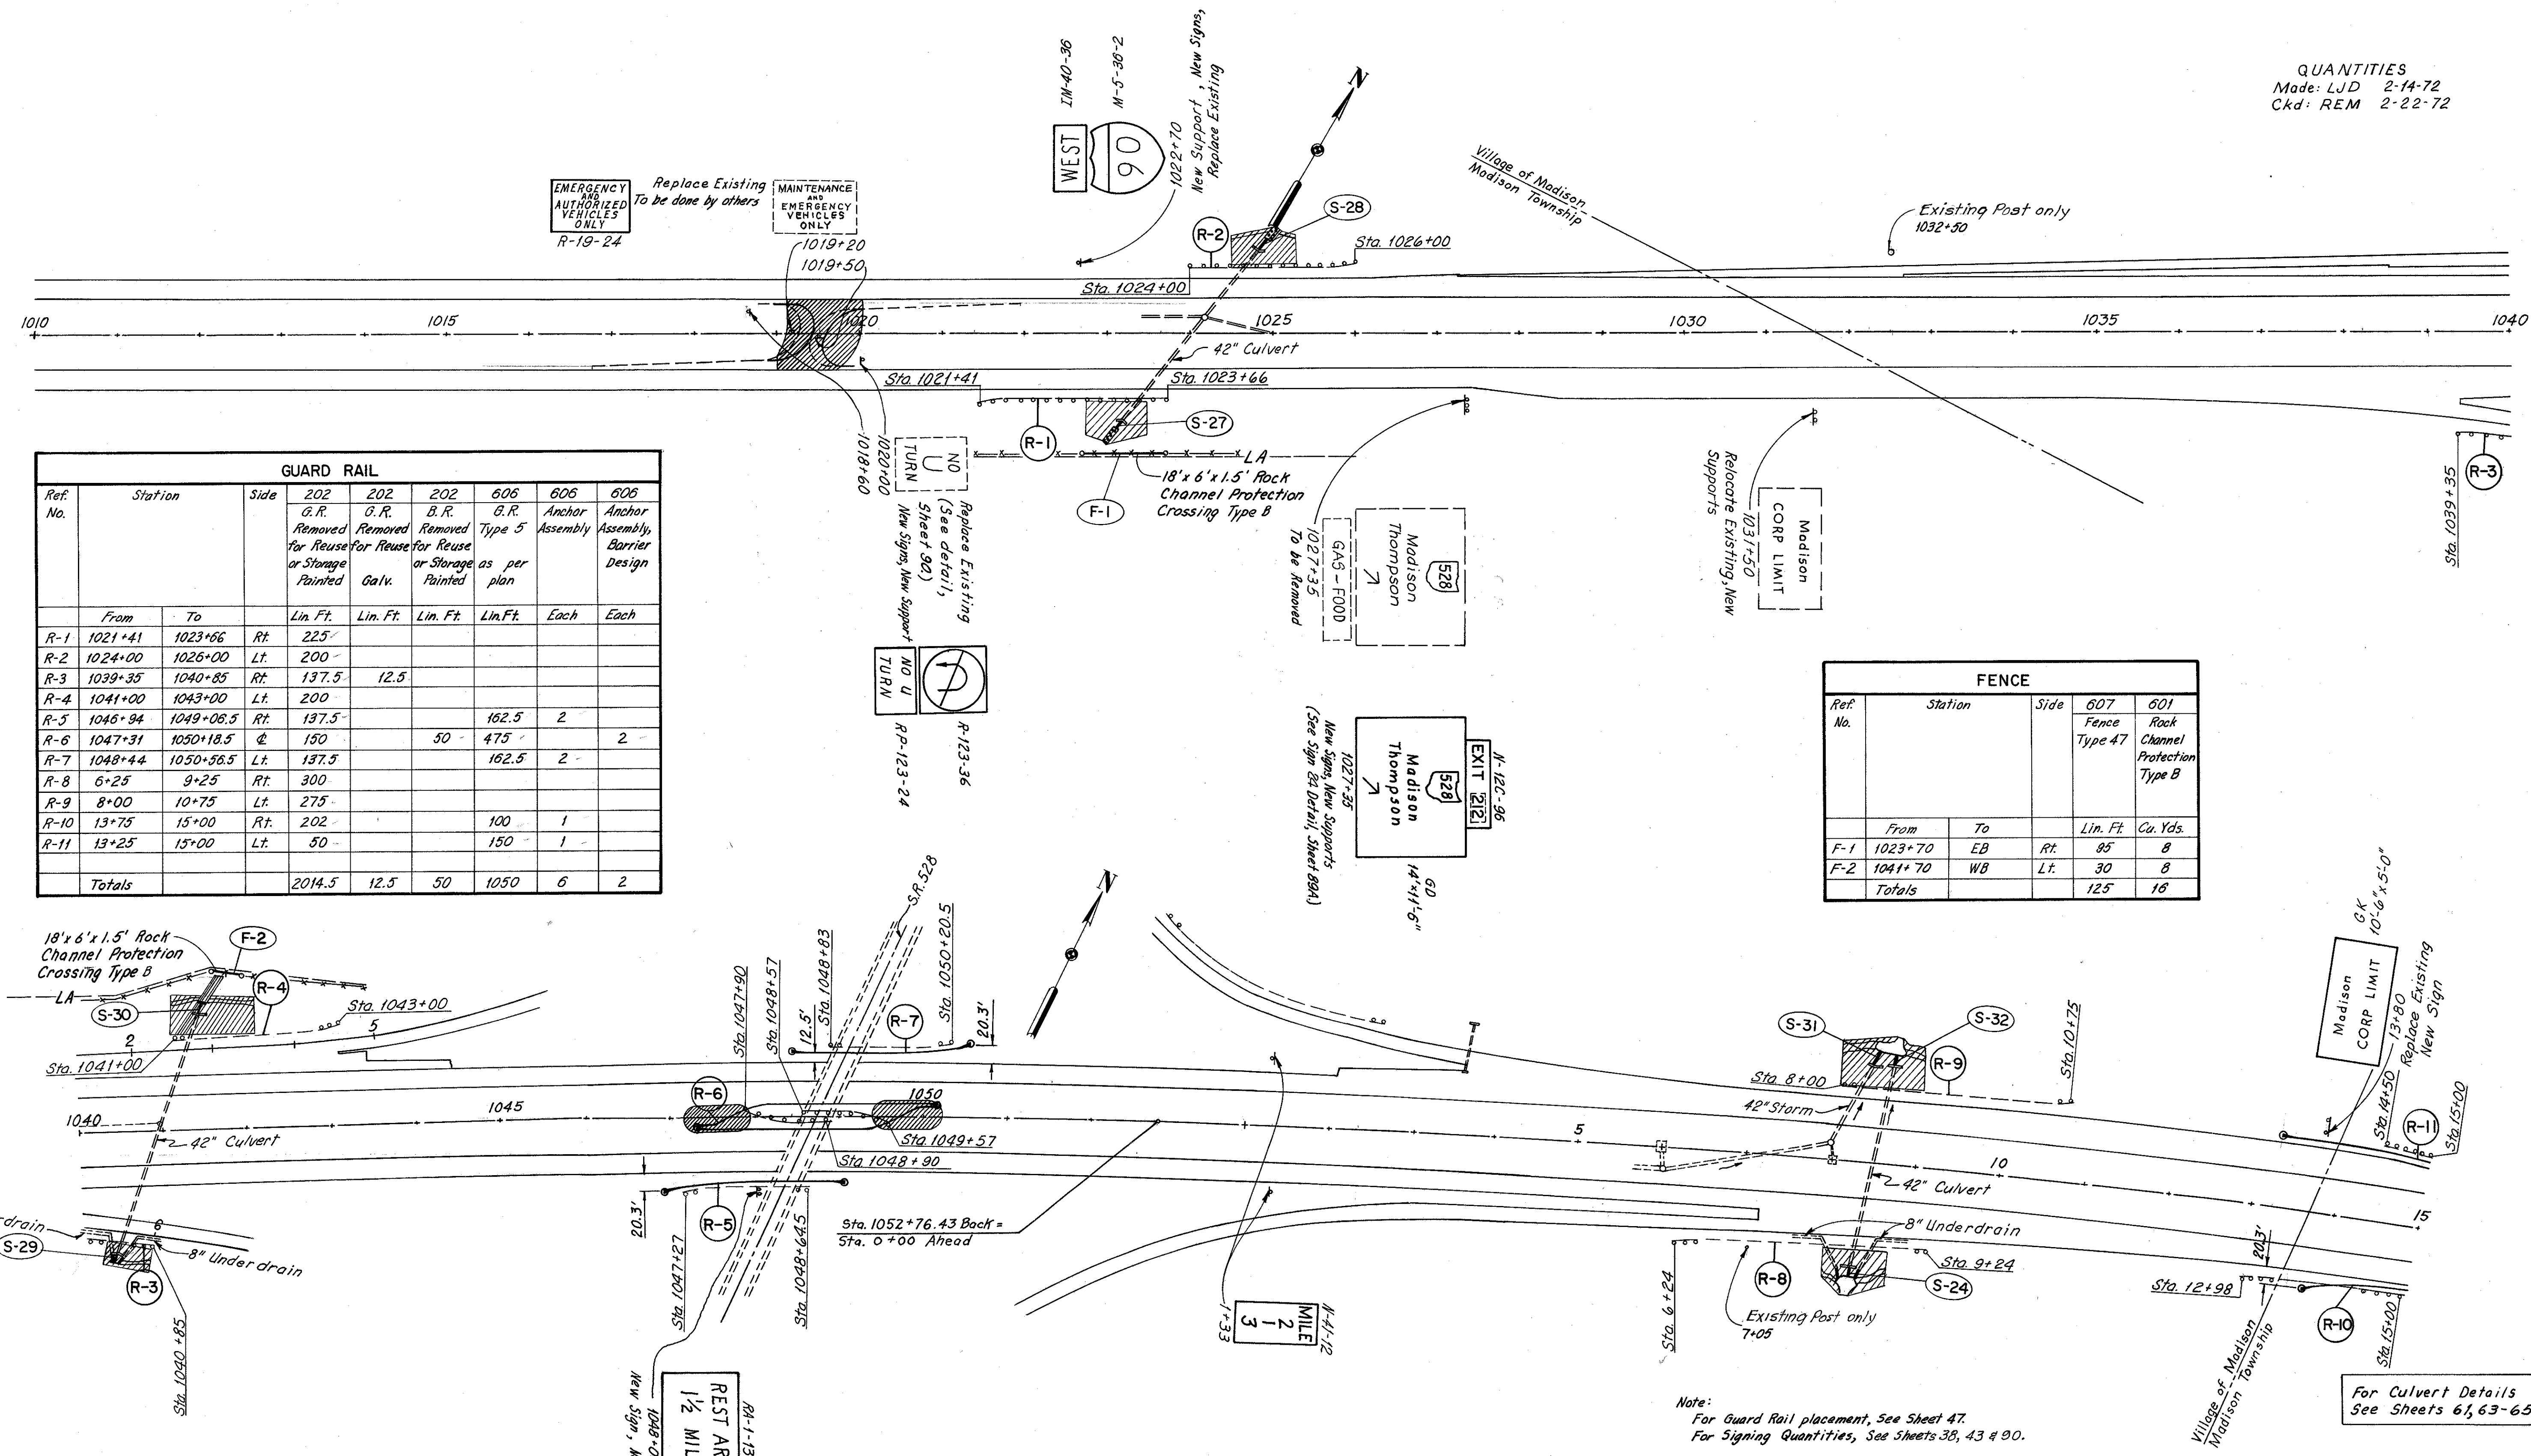 QUANTITIES
Made: LJD 2-14-72
Ckd: REM 2-22-72
IM-40-36
M-5-36-2
WEST
90
1022+70
New Support, New Signs,
Replace Existing
N
EMERGENCY
AND
AUTHORIZED
VEHICLES
ONLY
R-19-24
Replace Existing
To be done by others
MAINTENANCE
AND
EMERGENCY
VEHICLES
ONLY
1019+20
1019+50
R-2
S-28
Sta. 1026+00
Sta. 1024+00
Village of Madison
Madison Township
Existing Post only
1032+50
1010
1015
1020
1025
1030
1035
1040
42" Culvert
Sta. 1021+41
Sta. 1023+66
S-27
R-1
LA
18'x 6'x 1.5' Rock
Channel Protection
Crossing Type B
F-1
1018+60
1020+00
NO
U
TURN
Replace Existing
(See detail,
Sheet 90.)
New Signs, New Support
NO U
TURN
R-123-36
RP-123-24
528
Madison
Thompson
GAS-FOOD
1027+35
To be Removed
Madison
CORP LIMIT
1031+50
Relocate Existing, New
Supports
Sta. 1039+35
R-3
N-12C-96
EXIT 212
528
Madison
Thompson
1027+35
New Signs, New Supports
(See Sign 24 Detail, Sheet 89A)
GD
14'x11'-6"
GUARD RAIL
Ref. No. Station Side 202 202 202 606 606 606
G.R. Removed for Reuse or Storage Painted
G.R. Removed for Reuse Galv.
B.R. Removed for Reuse or Storage Painted
G.R. Type 5 as per plan
Anchor Assembly
Anchor Assembly, Barrier Design
From To Lin. Ft. Lin. Ft. Lin. Ft. Lin.Ft. Each Each
R-1 1021+41 1023+66 Rt. 225
R-2 1024+00 1026+00 Lt. 200
R-3 1039+35 1040+85 Rt. 137.5 12.5
R-4 1041+00 1043+00 Lt. 200
R-5 1046+94 1049+06.5 Rt. 137.5 162.5 2
R-6 1047+31 1050+18.5 ℄ 150 50 475 2
R-7 1048+44 1050+56.5 Lt. 137.5 162.5 2
R-8 6+25 9+25 Rt. 300
R-9 8+00 10+75 Lt. 275
R-10 13+75 15+00 Rt. 202 100 1
R-11 13+25 15+00 Lt. 50 150 1
Totals 2014.5 12.5 50 1050 6 2
FENCE
Ref. No. Station Side 607 601
Fence Type 47
Rock Channel Protection Type B
From To Lin. Ft. Cu. Yds.
F-1 1023+70 EB Rt. 95 8
F-2 1041+70 WB Lt. 30 8
Totals 125 16
18'x 6'x 1.5' Rock
Channel Protection
Crossing Type B
F-2
R-4
LA
S-30
Sta. 1043+00
2
5
Sta. 1041+00
1040
1045
1050
42" Culvert
drain
S-29
6
8" Underdrain
R-3
Sta. 1040+85
S.R. 528
N
Sta. 1047+90
Sta. 1048+57
12.5'
Sta. 1048+83
R-7
Sta. 1050+20.5
20.3'
R-6
Sta. 1049+57
Sta. 1048+90
20.3'
R-5
Sta. 1047+27
Sta. 1048+64.5
Sta. 1052+76.43 Back =
Sta. 0+00 Ahead
RA-1-13
REST AR
1½ MIL
1048+0
New Sign,
N-41-12
MILE
2
1
3
1+33
S-31
S-32
Sta. 10+75
R-9
Sta. 8+00
42" Storm
5
10
15
42" Culvert
8" Underdrain
Sta. 9+24
R-8
S-24
Sta. 6+24
Existing Post only
7+05
GK
10'-6" x 5'-0"
Madison
CORP LIMIT
13+80
Replace Existing
New Sign
Sta. 14+50
R-11
Sta. 15+00
20.3'
Sta. 12+98
R-10
Sta. 15+00
Village of Madison
Madison Township
Note:
For Guard Rail placement, See Sheet 47.
For Signing Quantities, See Sheets 38, 43 & 90.
For Culvert Details
See Sheets 61, 63-65